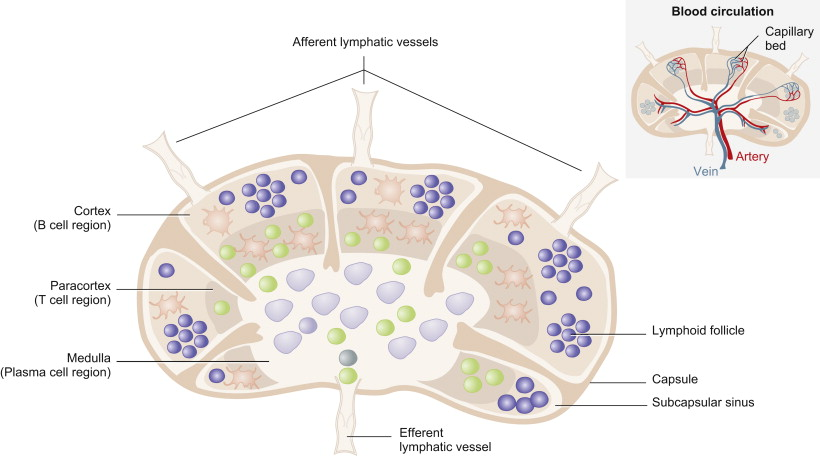 Blood circulation
Capillary
bed
Artery
Vein
Afferent lymphatic vessels
Cortex
(B cell region)
Paracortex
(T cell region)
Medulla
(Plasma cell region)
Lymphoid follicle
Capsule
Subcapsular sinus
Efferent
lymphatic vessel